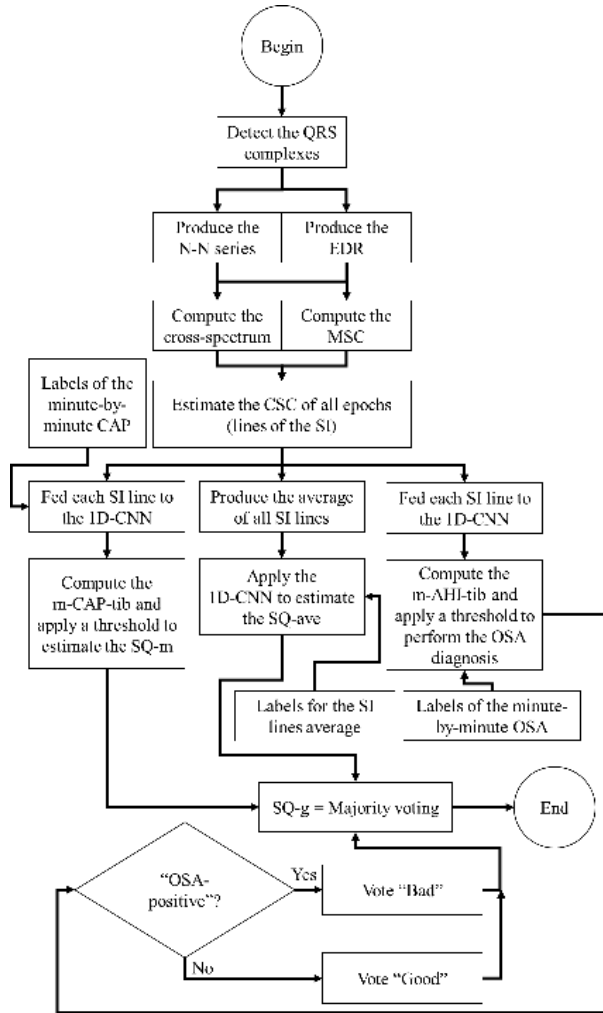 Begin
Detect the QRS
complexes
Produce the
N-N series
Produce the
EDR
Compute the
cross-spectrum
Compute the
MSC
Labels of the
minute-by-
minute CAP
Estimate the CSC of all epochs
(lines of the SI)
Fed each SI line to
the 1D-CNN
Produce the average
of all SI lines
Fed each SI line to
the 1D-CNN
Compute the
m-CAP-tib and
apply a threshold to
estimate the SQ-m
Apply the
1D-CNN to estimate
the SQ-ave
Compute the
m-AHI-tib and
apply a threshold to
perform the OSA
diagnosis
Labels for the SI
lines average
Labels of the minute-
by-minute OSA
SQ-g = Majority voting
End
“OSA-
positive”?
Yes
Vote “Bad”
No
Vote “Good”